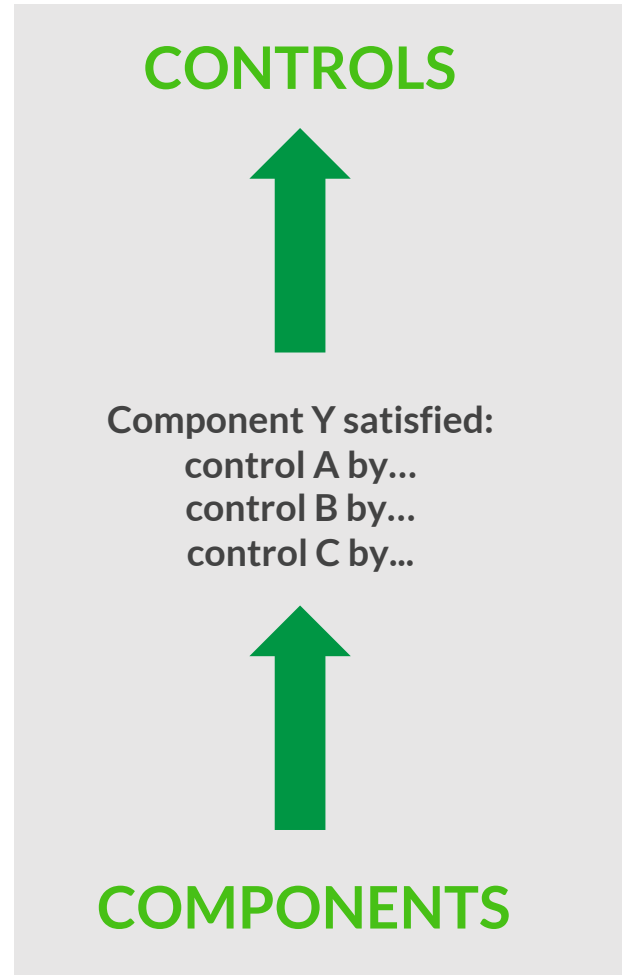 CONTROLS
Component Y satisfied:
control A by…
control B by…
control C by...
COMPONENTS